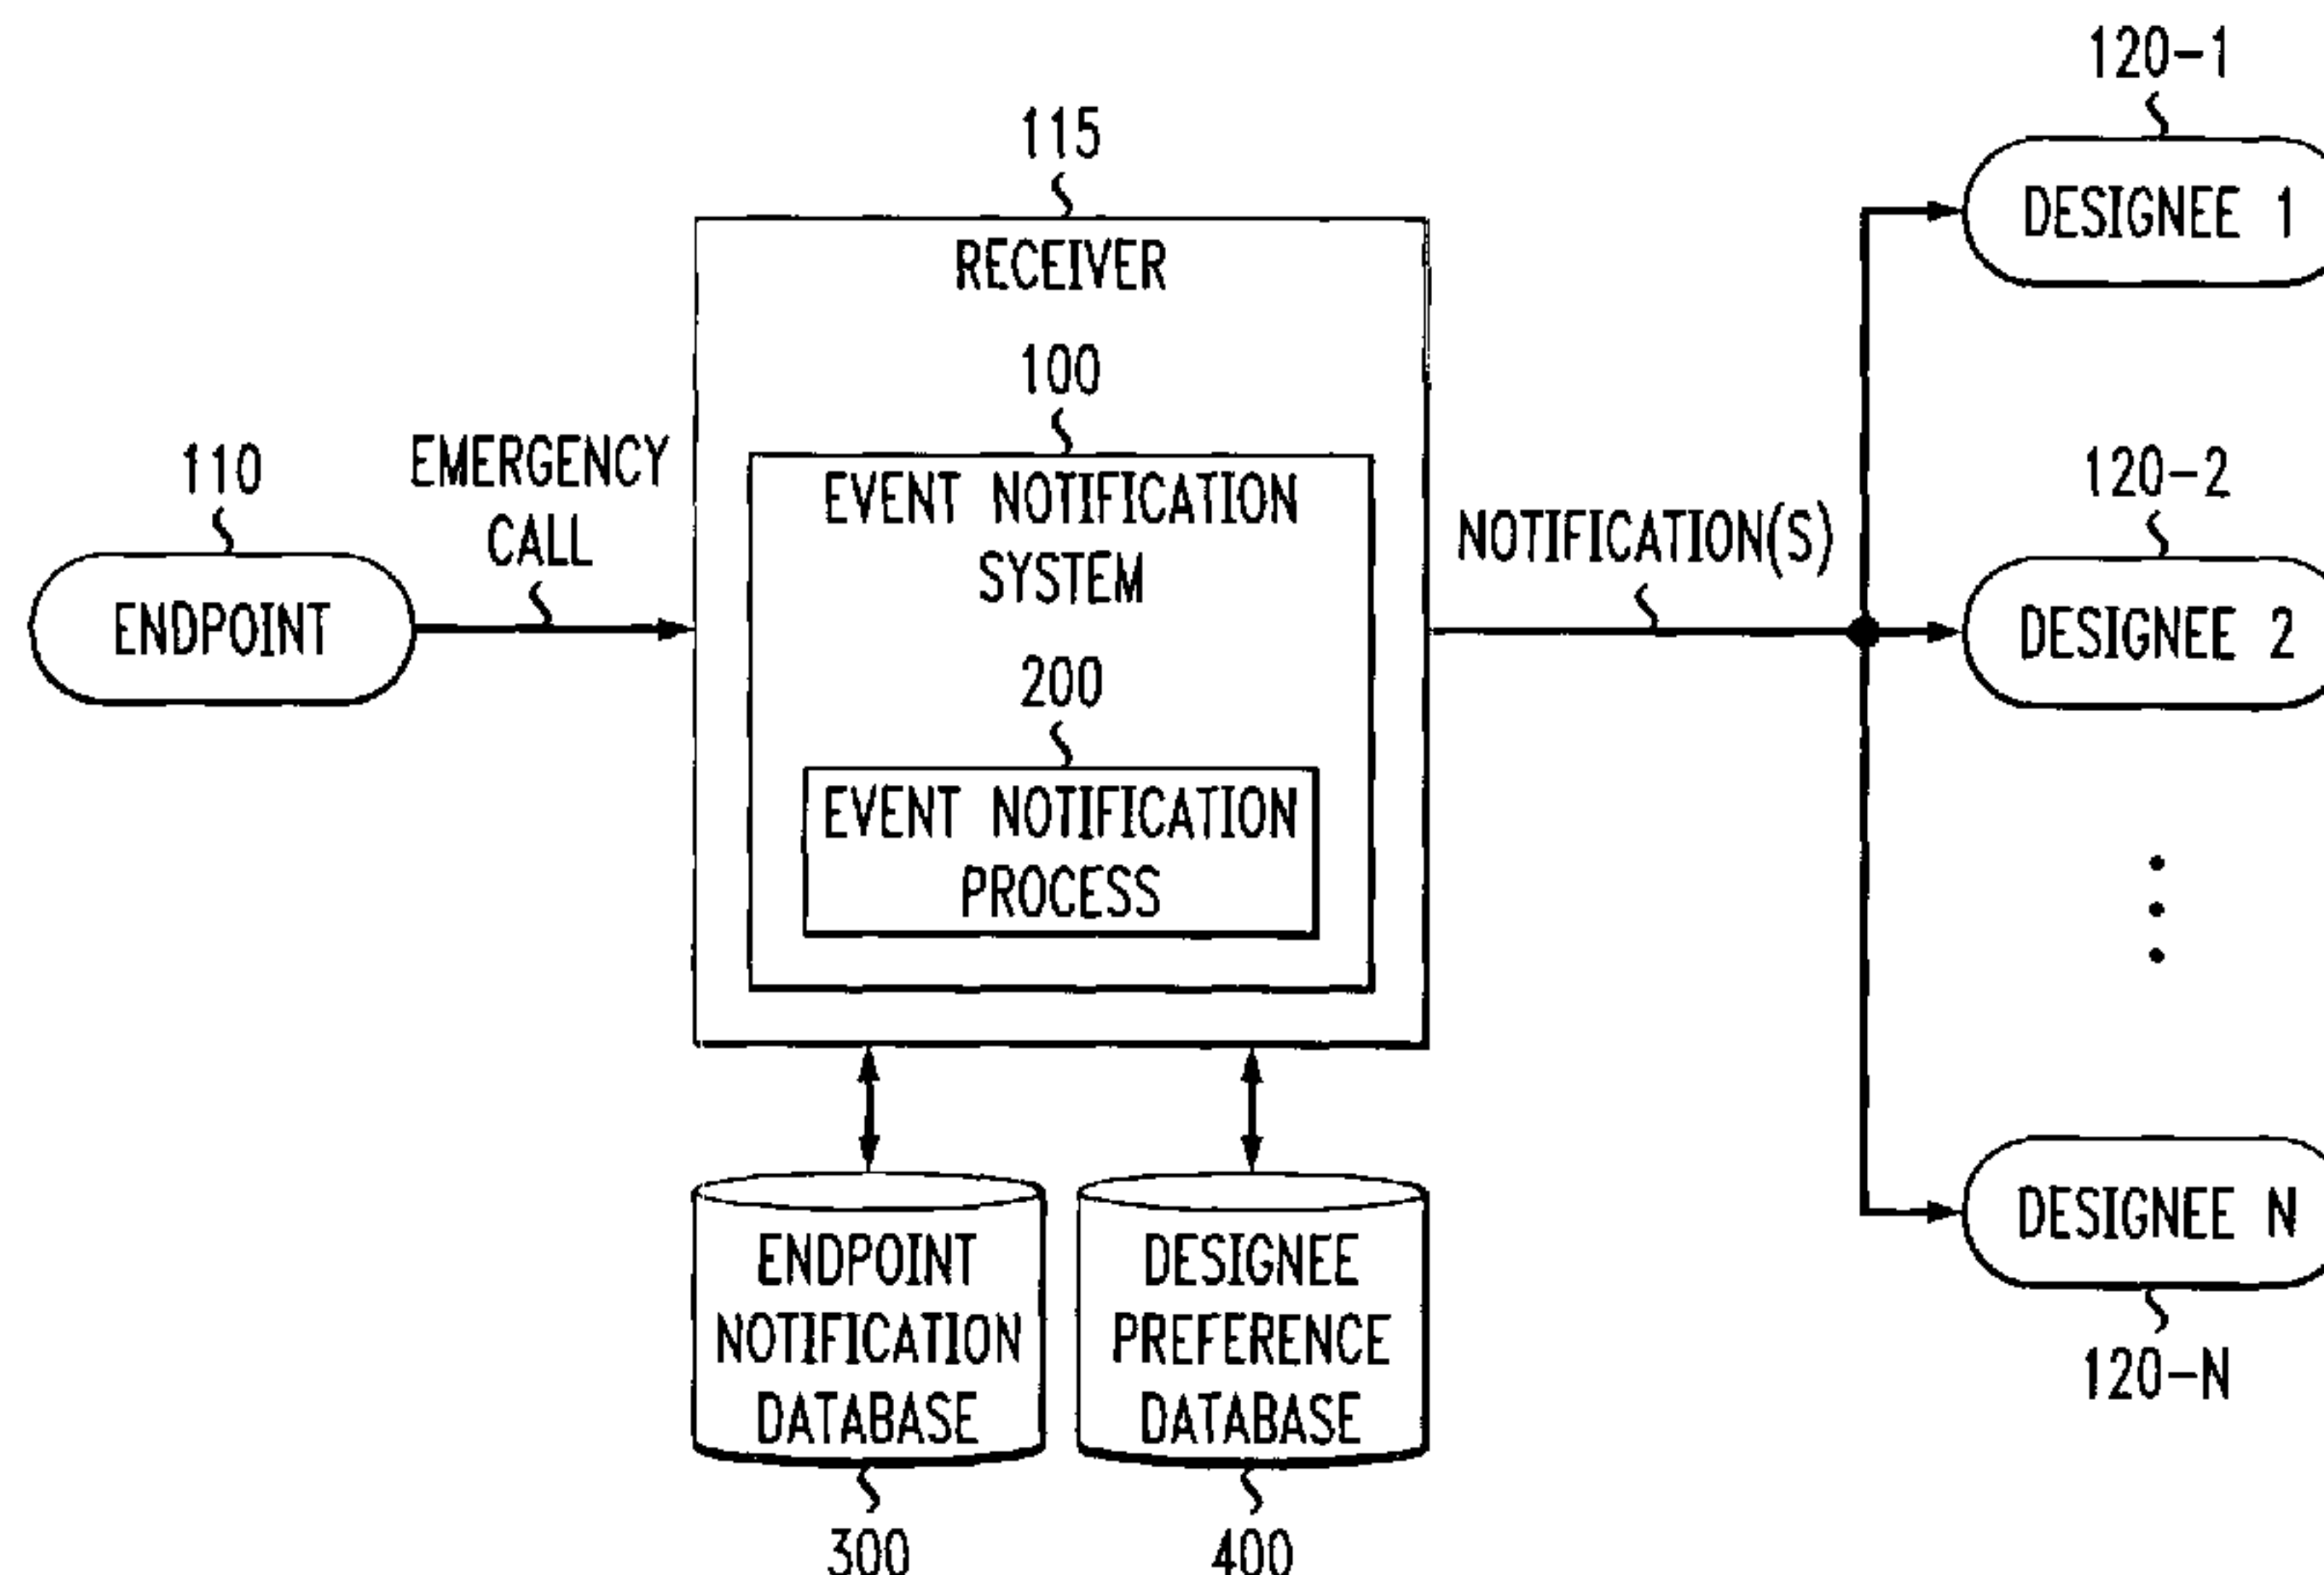 120-1
DESIGNEE 1
115
RECEIVER
100
EVENT NOTIFICATION
SYSTEM
200
EVENT NOTIFICATION
PROCESS
110
ENDPOINT
EMERGENCY
CALL
NOTIFICATION(S)
120-2
DESIGNEE 2
DESIGNEE N
120-N
ENDPOINT
NOTIFICATION
DATABASE
300
DESIGNEE
PREFERENCE
DATABASE
400